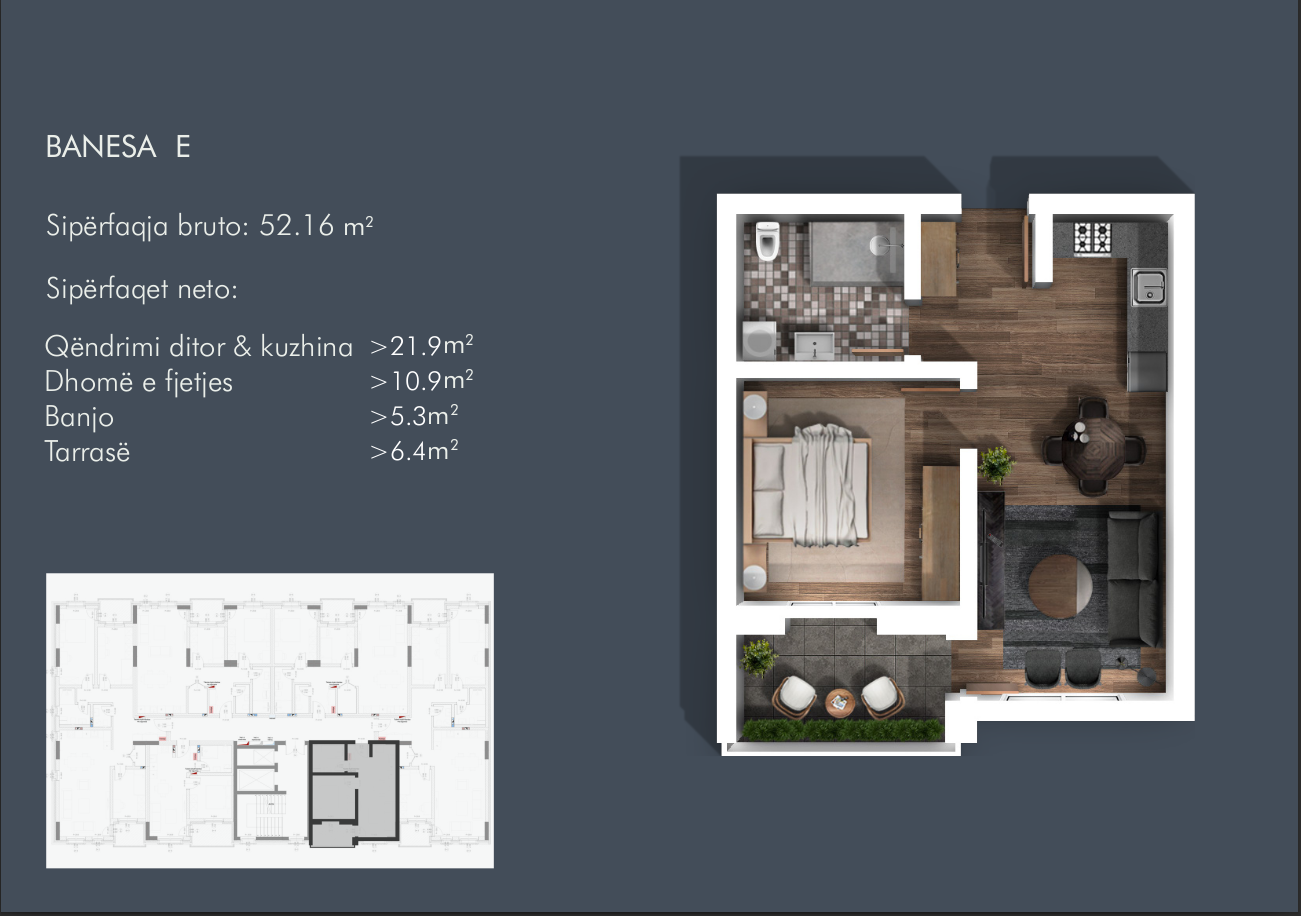 BANESA E
Sipërfaqja bruto: 52.16 m²
Sipërfaqet neto:
Qëndrimi ditor & kuzhina >21.9m²
Dhomë e fjetjes >10.9m²
Banjo >5.3m²
Tarrasë >6.4m²